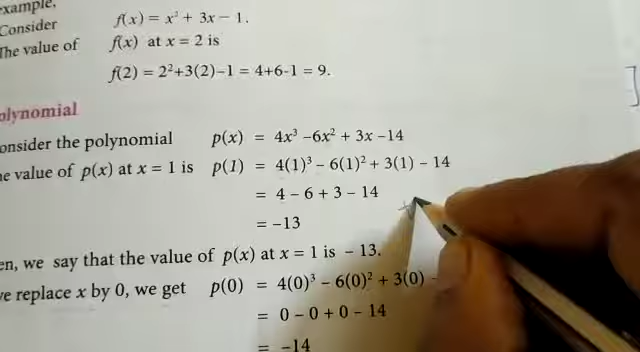 Example.
Consider f(x) = x² + 3x − 1.
The value of f(x) at x = 2 is
f(2) = 2²+3(2)−1 = 4+6-1 = 9.
olynomial
onsider the polynomial p(x) = 4x³ −6x² + 3x −14
e value of p(x) at x = 1 is p(1) = 4(1)³ − 6(1)² + 3(1) − 14
= 4 − 6 + 3 − 14
= −13
en, we say that the value of p(x) at x = 1 is − 13.
e replace x by 0, we get p(0) = 4(0)³ − 6(0)² + 3(0) -
= 0 − 0 + 0 − 14
= −14